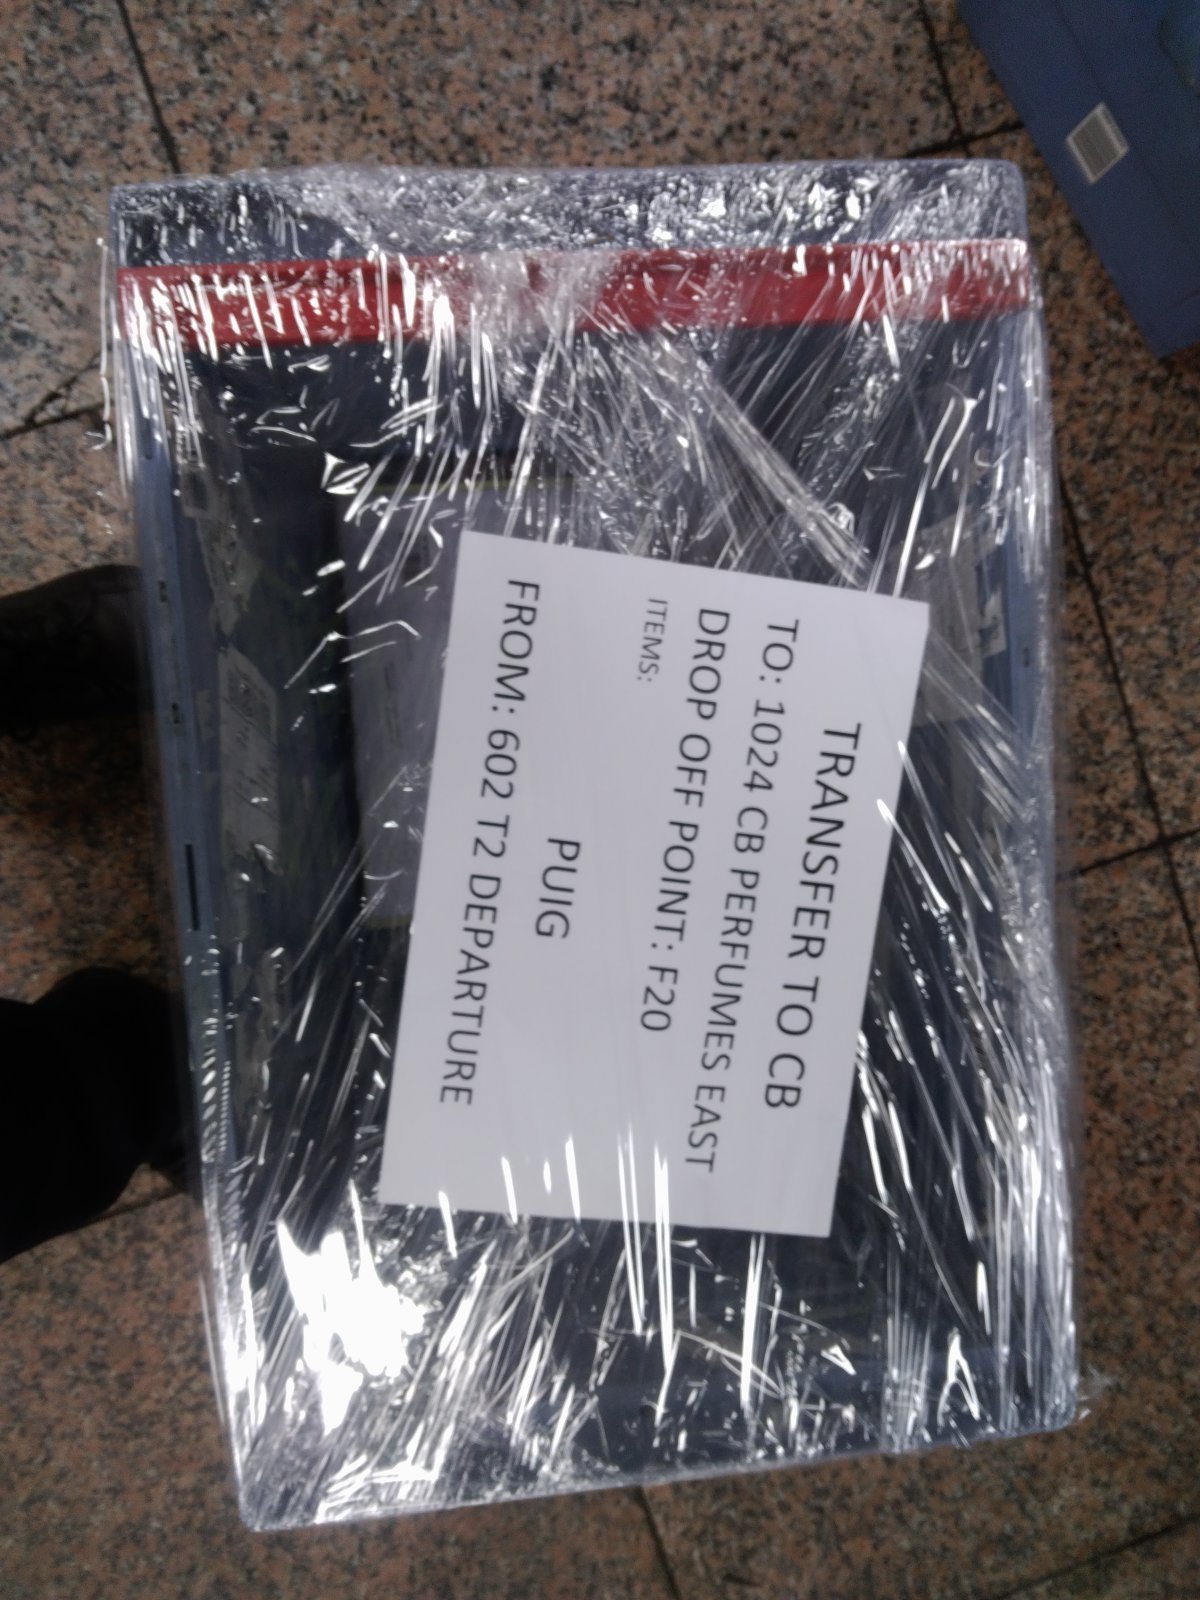 TRANSFER TO CB
TO: 1024 CB PERFUMES EAST
DROP OFF POINT: F20
ITEMS:
PUIG
FROM: 602 T2 DEPARTURE